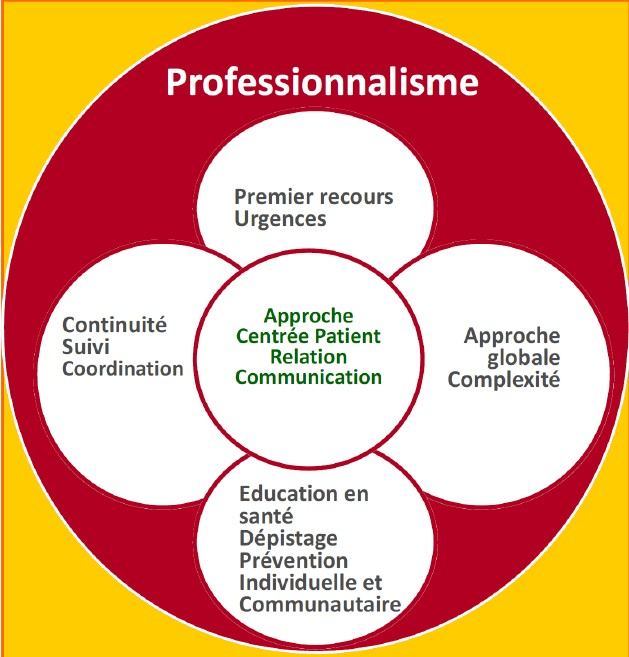 Professionnalisme
Premier recours
Urgences
Continuité
Suivi
Coordination
Approche
Centrée Patient
Relation
Communication
Approche
globale
Complexité
Education en
santé
Dépistage
Prévention
Individuelle et
Communautaire